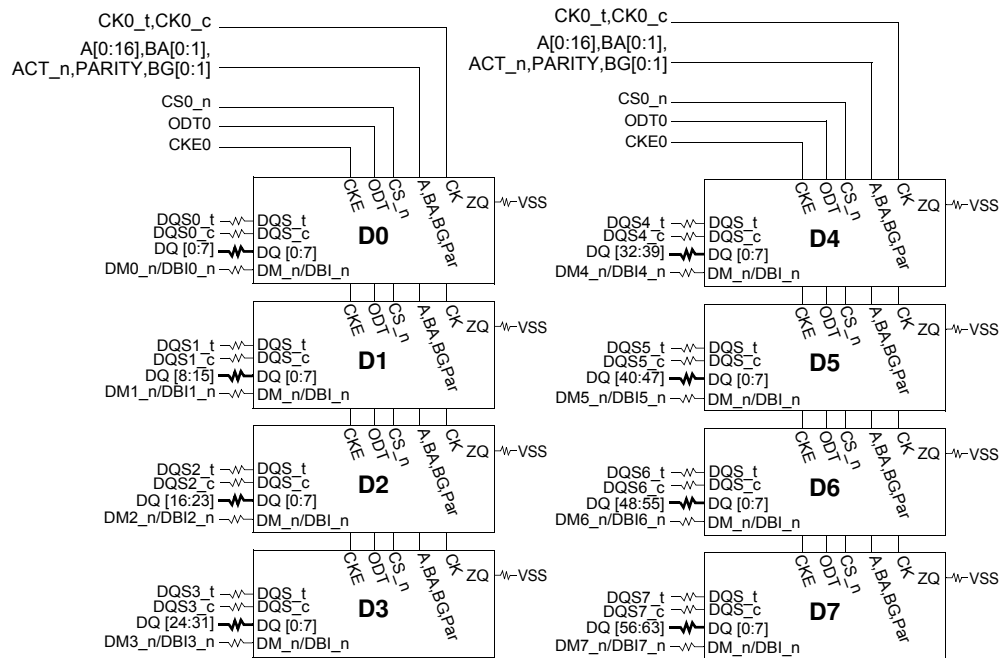 CK0_t,CK0_c
A[0:16],BA[0:1],
ACT_n,PARITY,BG[0:1]
CS0_n
ODT0
CKE0
CKE
ODT
CS_n
A,BA,BG,Par
CK
ZQ
VSS
DQS0_t
DQS_t
DQS0_c
DQS_c
DQ [0:7]
DQ [0:7]
DM0_n/DBI0_n
DM_n/DBI_n
D0
CKE
ODT
CS_n
A,BA,BG,Par
CK
ZQ
VSS
DQS1_t
DQS_t
DQS1_c
DQS_c
DQ [8:15]
DQ [0:7]
DM1_n/DBI1_n
DM_n/DBI_n
D1
CKE
ODT
CS_n
A,BA,BG,Par
CK
ZQ
VSS
DQS2_t
DQS_t
DQS2_c
DQS_c
DQ [16:23]
DQ [0:7]
DM2_n/DBI2_n
DM_n/DBI_n
D2
CKE
ODT
CS_n
A,BA,BG,Par
CK
ZQ
VSS
DQS3_t
DQS_t
DQS3_c
DQS_c
DQ [24:31]
DQ [0:7]
DM3_n/DBI3_n
DM_n/DBI_n
D3
CK0_t,CK0_c
A[0:16],BA[0:1],
ACT_n,PARITY,BG[0:1]
CS0_n
ODT0
CKE0
CKE
ODT
CS_n
A,BA,BG,Par
CK
ZQ
VSS
DQS4_t
DQS_t
DQS4_c
DQS_c
DQ [32:39]
DQ [0:7]
DM4_n/DBI4_n
DM_n/DBI_n
D4
CKE
ODT
CS_n
A,BA,BG,Par
CK
ZQ
VSS
DQS5_t
DQS_t
DQS5_c
DQS_c
DQ [40:47]
DQ [0:7]
DM5_n/DBI5_n
DM_n/DBI_n
D5
CKE
ODT
CS_n
A,BA,BG,Par
CK
ZQ
VSS
DQS6_t
DQS_t
DQS6_c
DQS_c
DQ [48:55]
DQ [0:7]
DM6_n/DBI6_n
DM_n/DBI_n
D6
CKE
ODT
CS_n
A,BA,BG,Par
CK
ZQ
VSS
DQS7_t
DQS_t
DQS7_c
DQS_c
DQ [56:63]
DQ [0:7]
DM7_n/DBI7_n
DM_n/DBI_n
D7